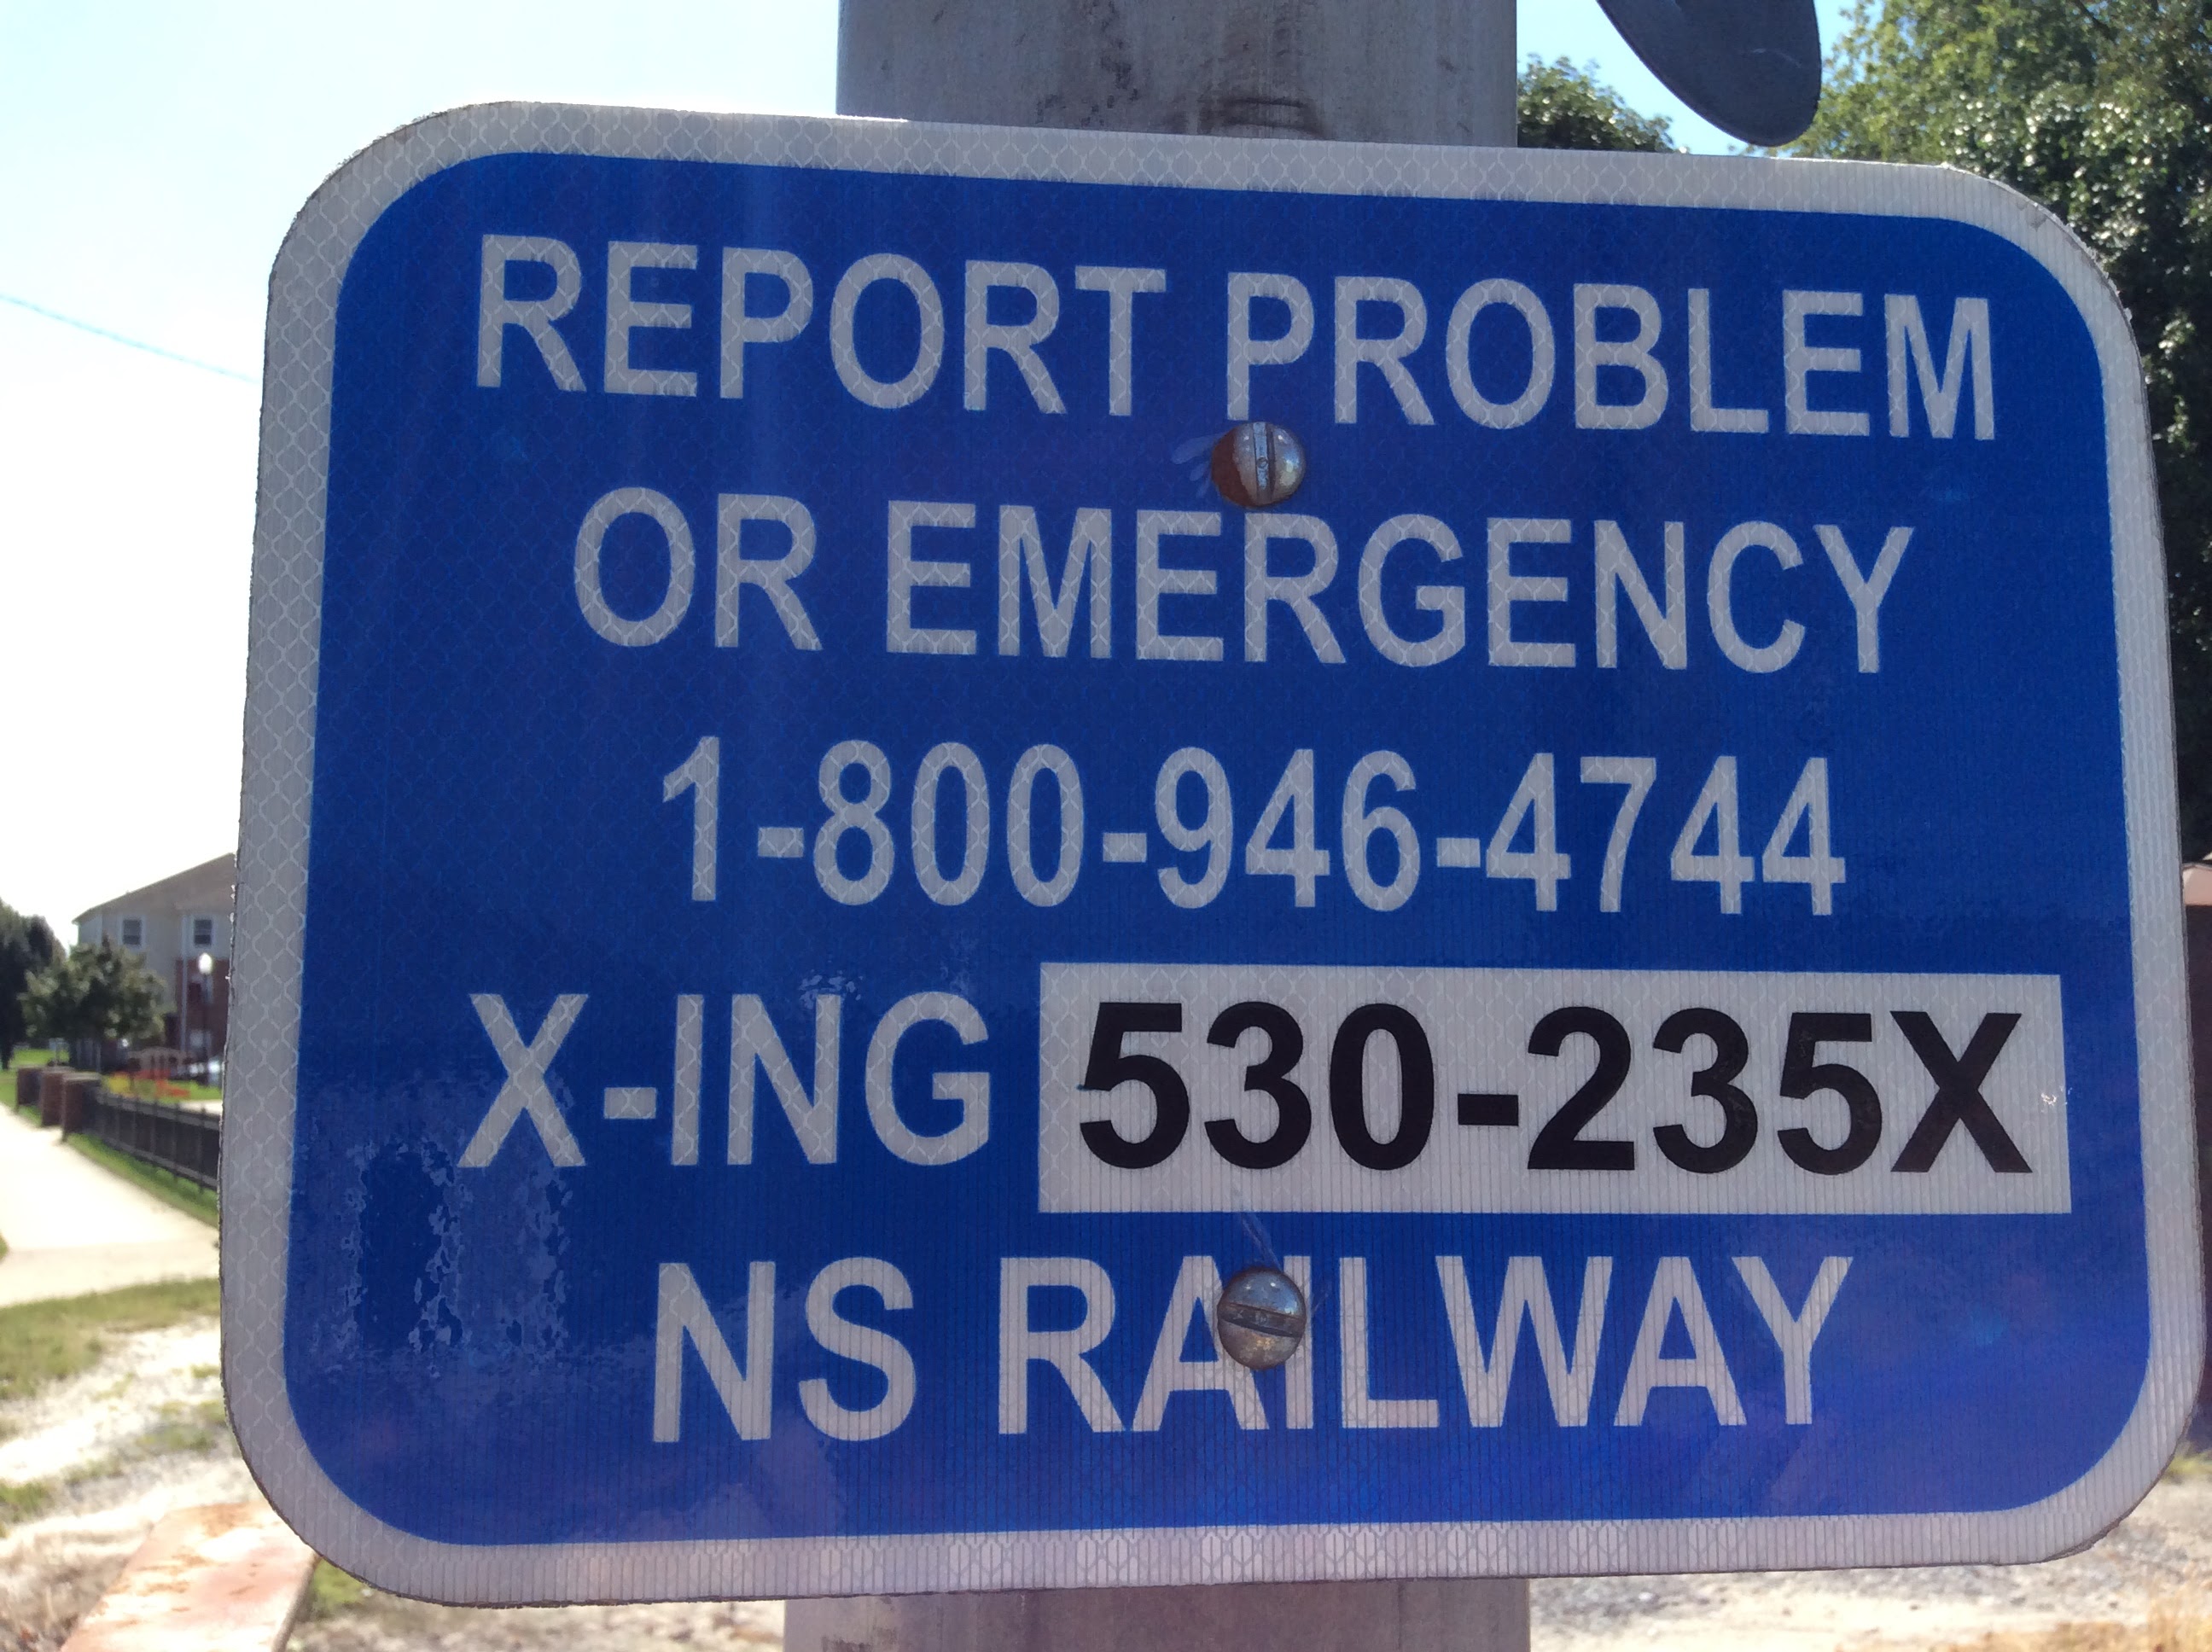 REPORT PROBLEM
OR EMERGENCY
1-800-946-4744
X-ING 530-235X
NS RAILWAY